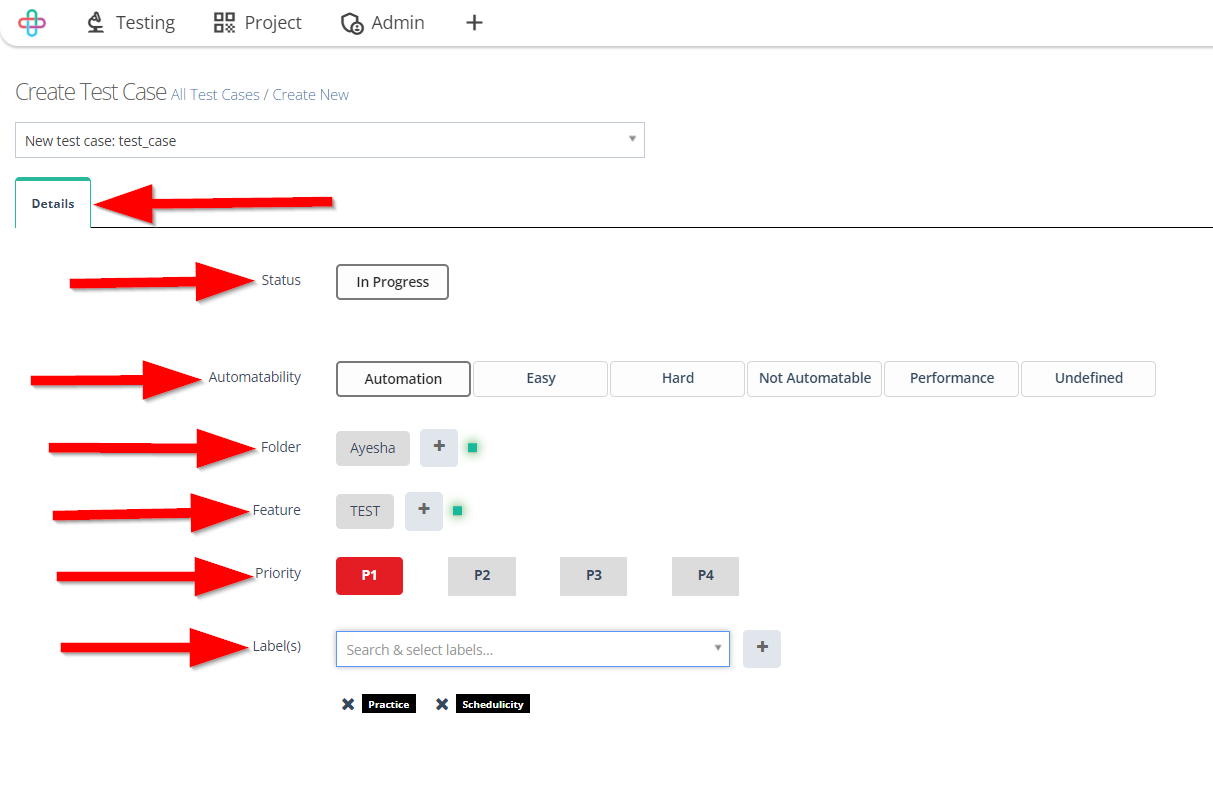 Testing Project Admin
Create Test Case All Test Cases / Create New
New test case: test_case
Details
Status In Progress
Automatability Automation Easy Hard Not Automatable Performance Undefined
Folder Ayesha +
Feature TEST +
Priority P1 P2 P3 P4
Label(s) Search & select labels... +
Practice Schedulicity